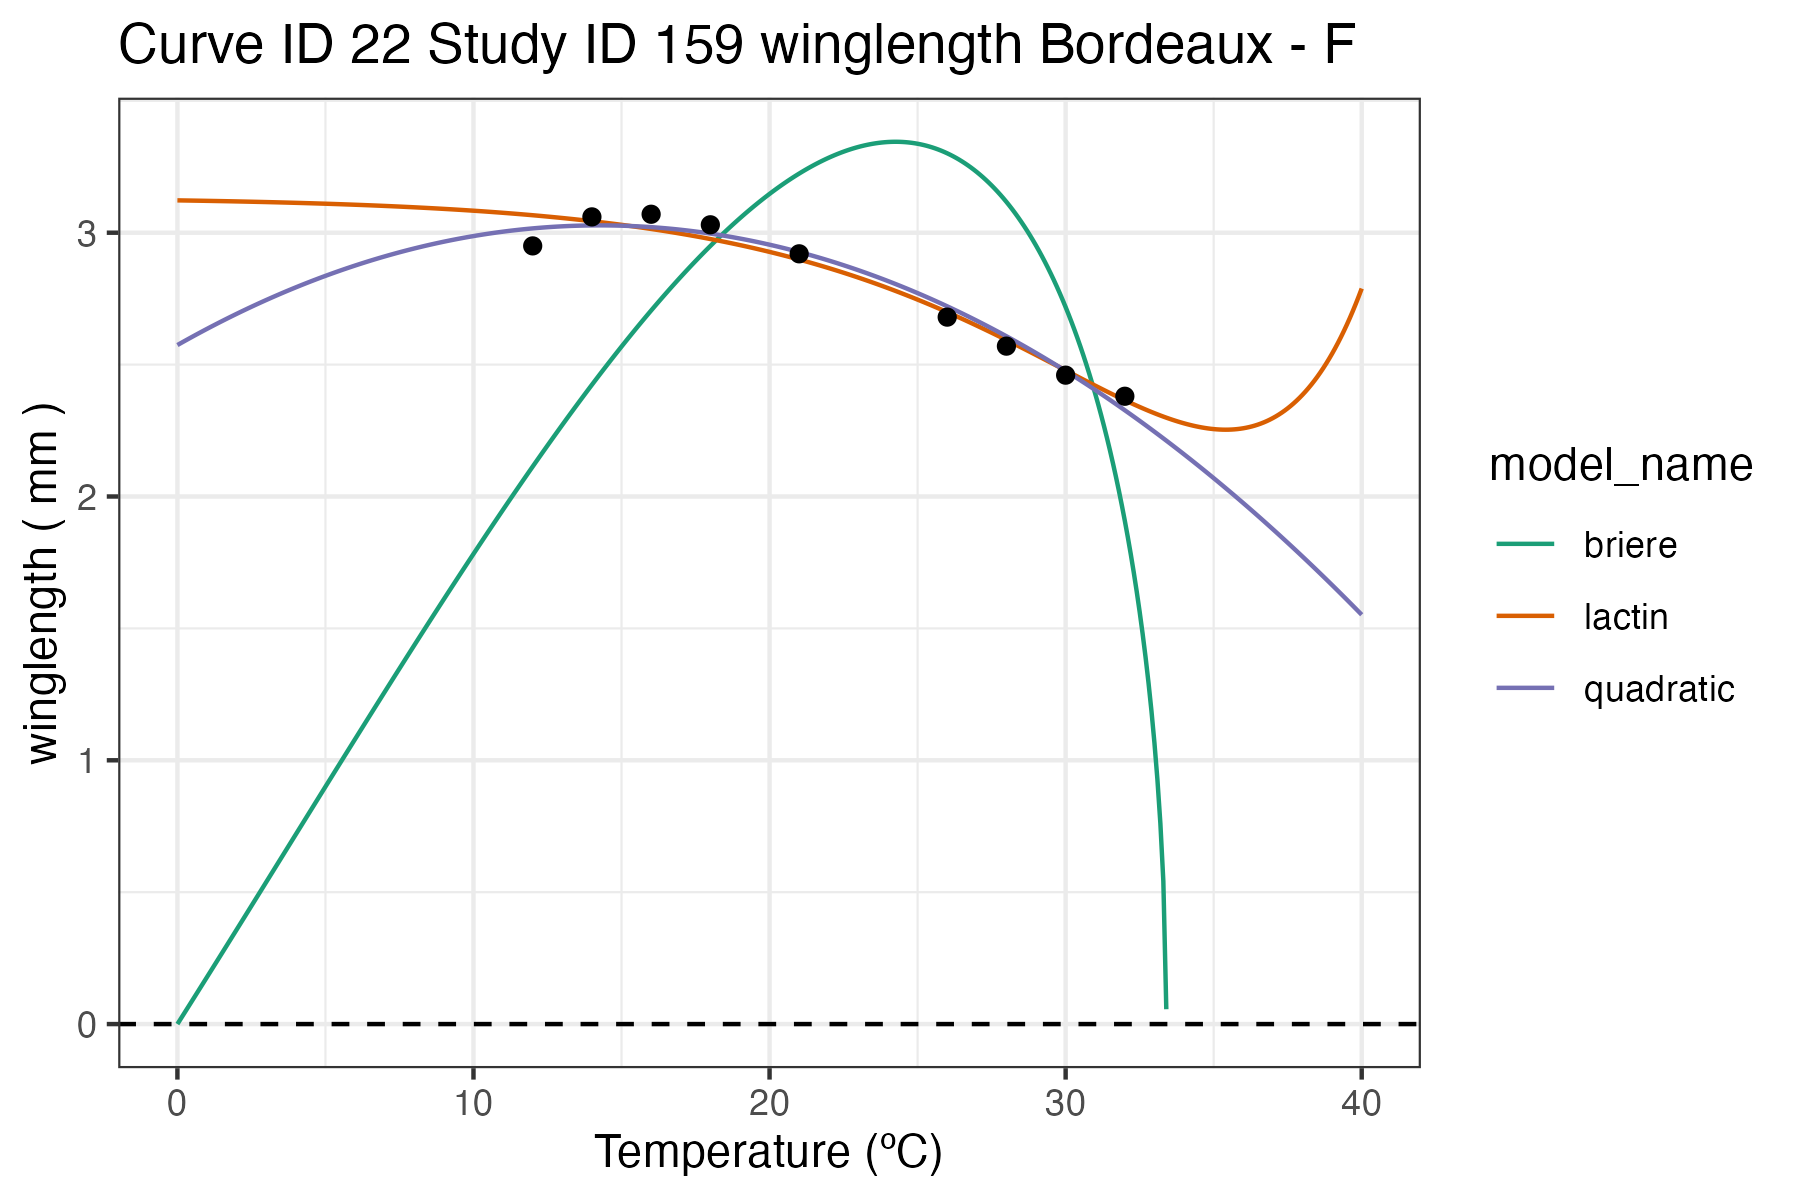 Curve ID 22 Study ID 159 winglength Bordeaux - F
winglength ( mm )
3
2
1
0
0 10 20 30 40
Temperature (ºC)
model_name
briere
lactin
quadratic